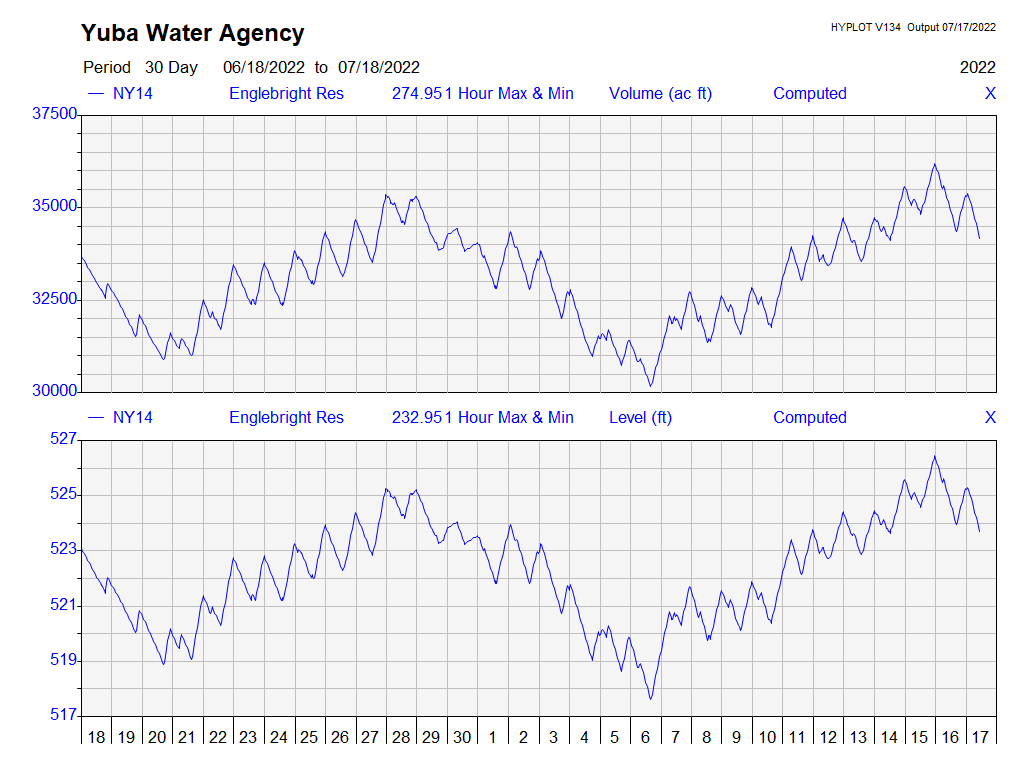 Yuba Water Agency
HYPLOT V134 Output 07/17/2022
Period 30 Day 06/18/2022 to 07/18/2022 2022
— NY14 Englebright Res 274.951 Hour Max & Min Volume (ac ft) Computed X
37500
35000
32500
30000
— NY14 Englebright Res 232.951 Hour Max & Min Level (ft) Computed X
527
525
523
521
519
517
18 19 20 21 22 23 24 25 26 27 28 29 30 1 2 3 4 5 6 7 8 9 10 11 12 13 14 15 16 17